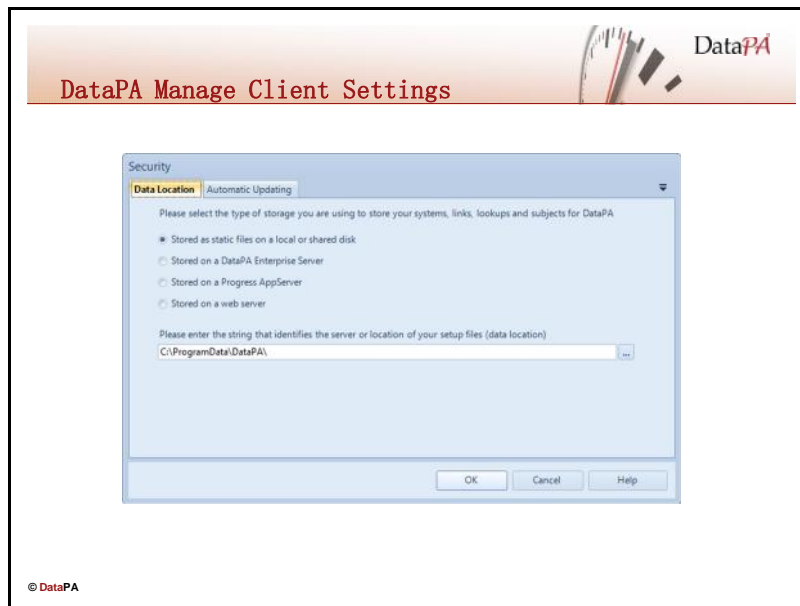 DataPA
DataPA Manage Client Settings
Security
Data Location Automatic Updating
Please select the type of storage you are using to store your systems, links, lookups and subjects for DataPA
Stored as static files on a local or shared disk
Stored on a DataPA Enterprise Server
Stored on a Progress AppServer
Stored on a web server
Please enter the string that identifies the server or location of your setup files (data location)
C:\ProgramData\DataPA\
...
OK Cancel Help
© DataPA